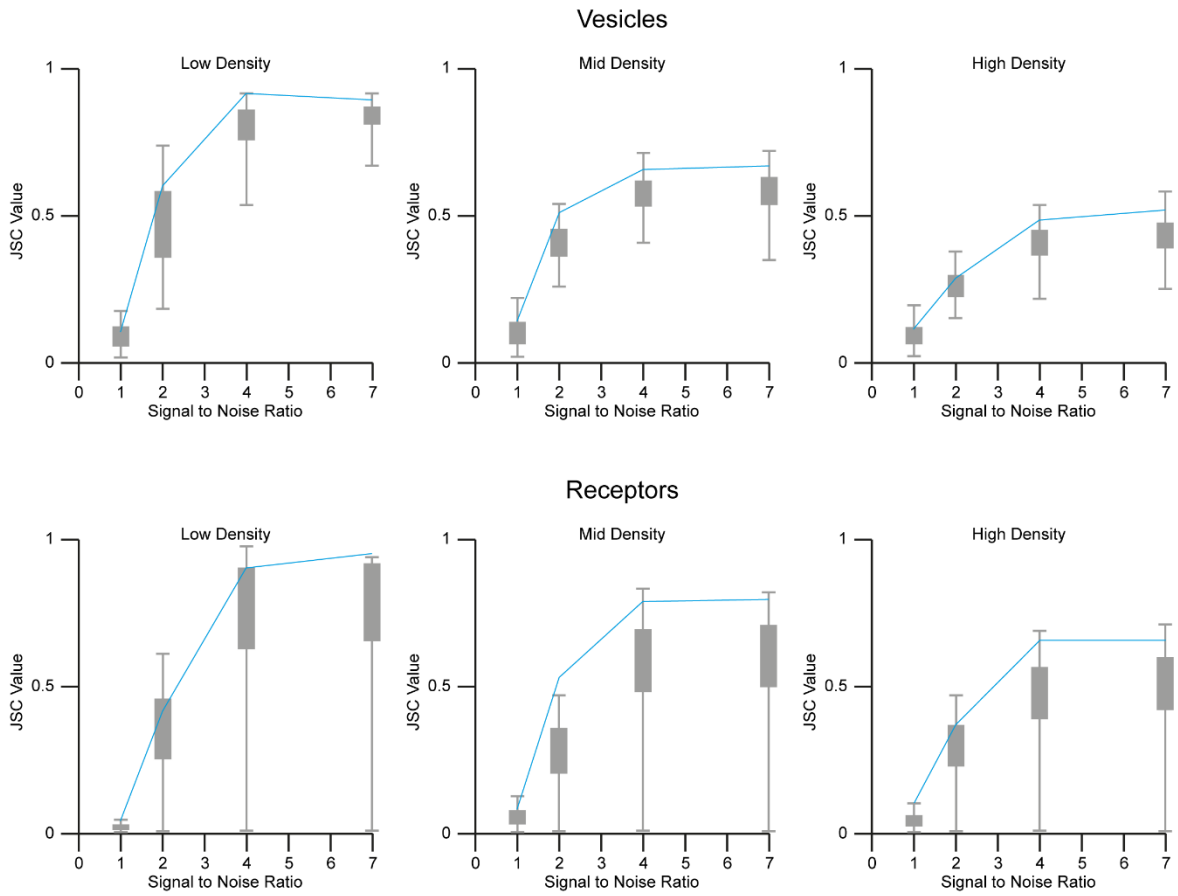 Vesicles
Low Density
1
0.5
0
JSC Value
0 1 2 3 4 5 6 7
Signal to Noise Ratio
Mid Density
1
0.5
0
JSC Value
0 1 2 3 4 5 6 7
Signal to Noise Ratio
High Density
1
0.5
0
JSC Value
0 1 2 3 4 5 6 7
Signal to Noise Ratio
Receptors
Low Density
1
0.5
0
JSC Value
0 1 2 3 4 5 6 7
Signal to Noise Ratio
Mid Density
1
0.5
0
JSC Value
0 1 2 3 4 5 6 7
Signal to Noise Ratio
High Density
1
0.5
0
JSC Value
0 1 2 3 4 5 6 7
Signal to Noise Ratio